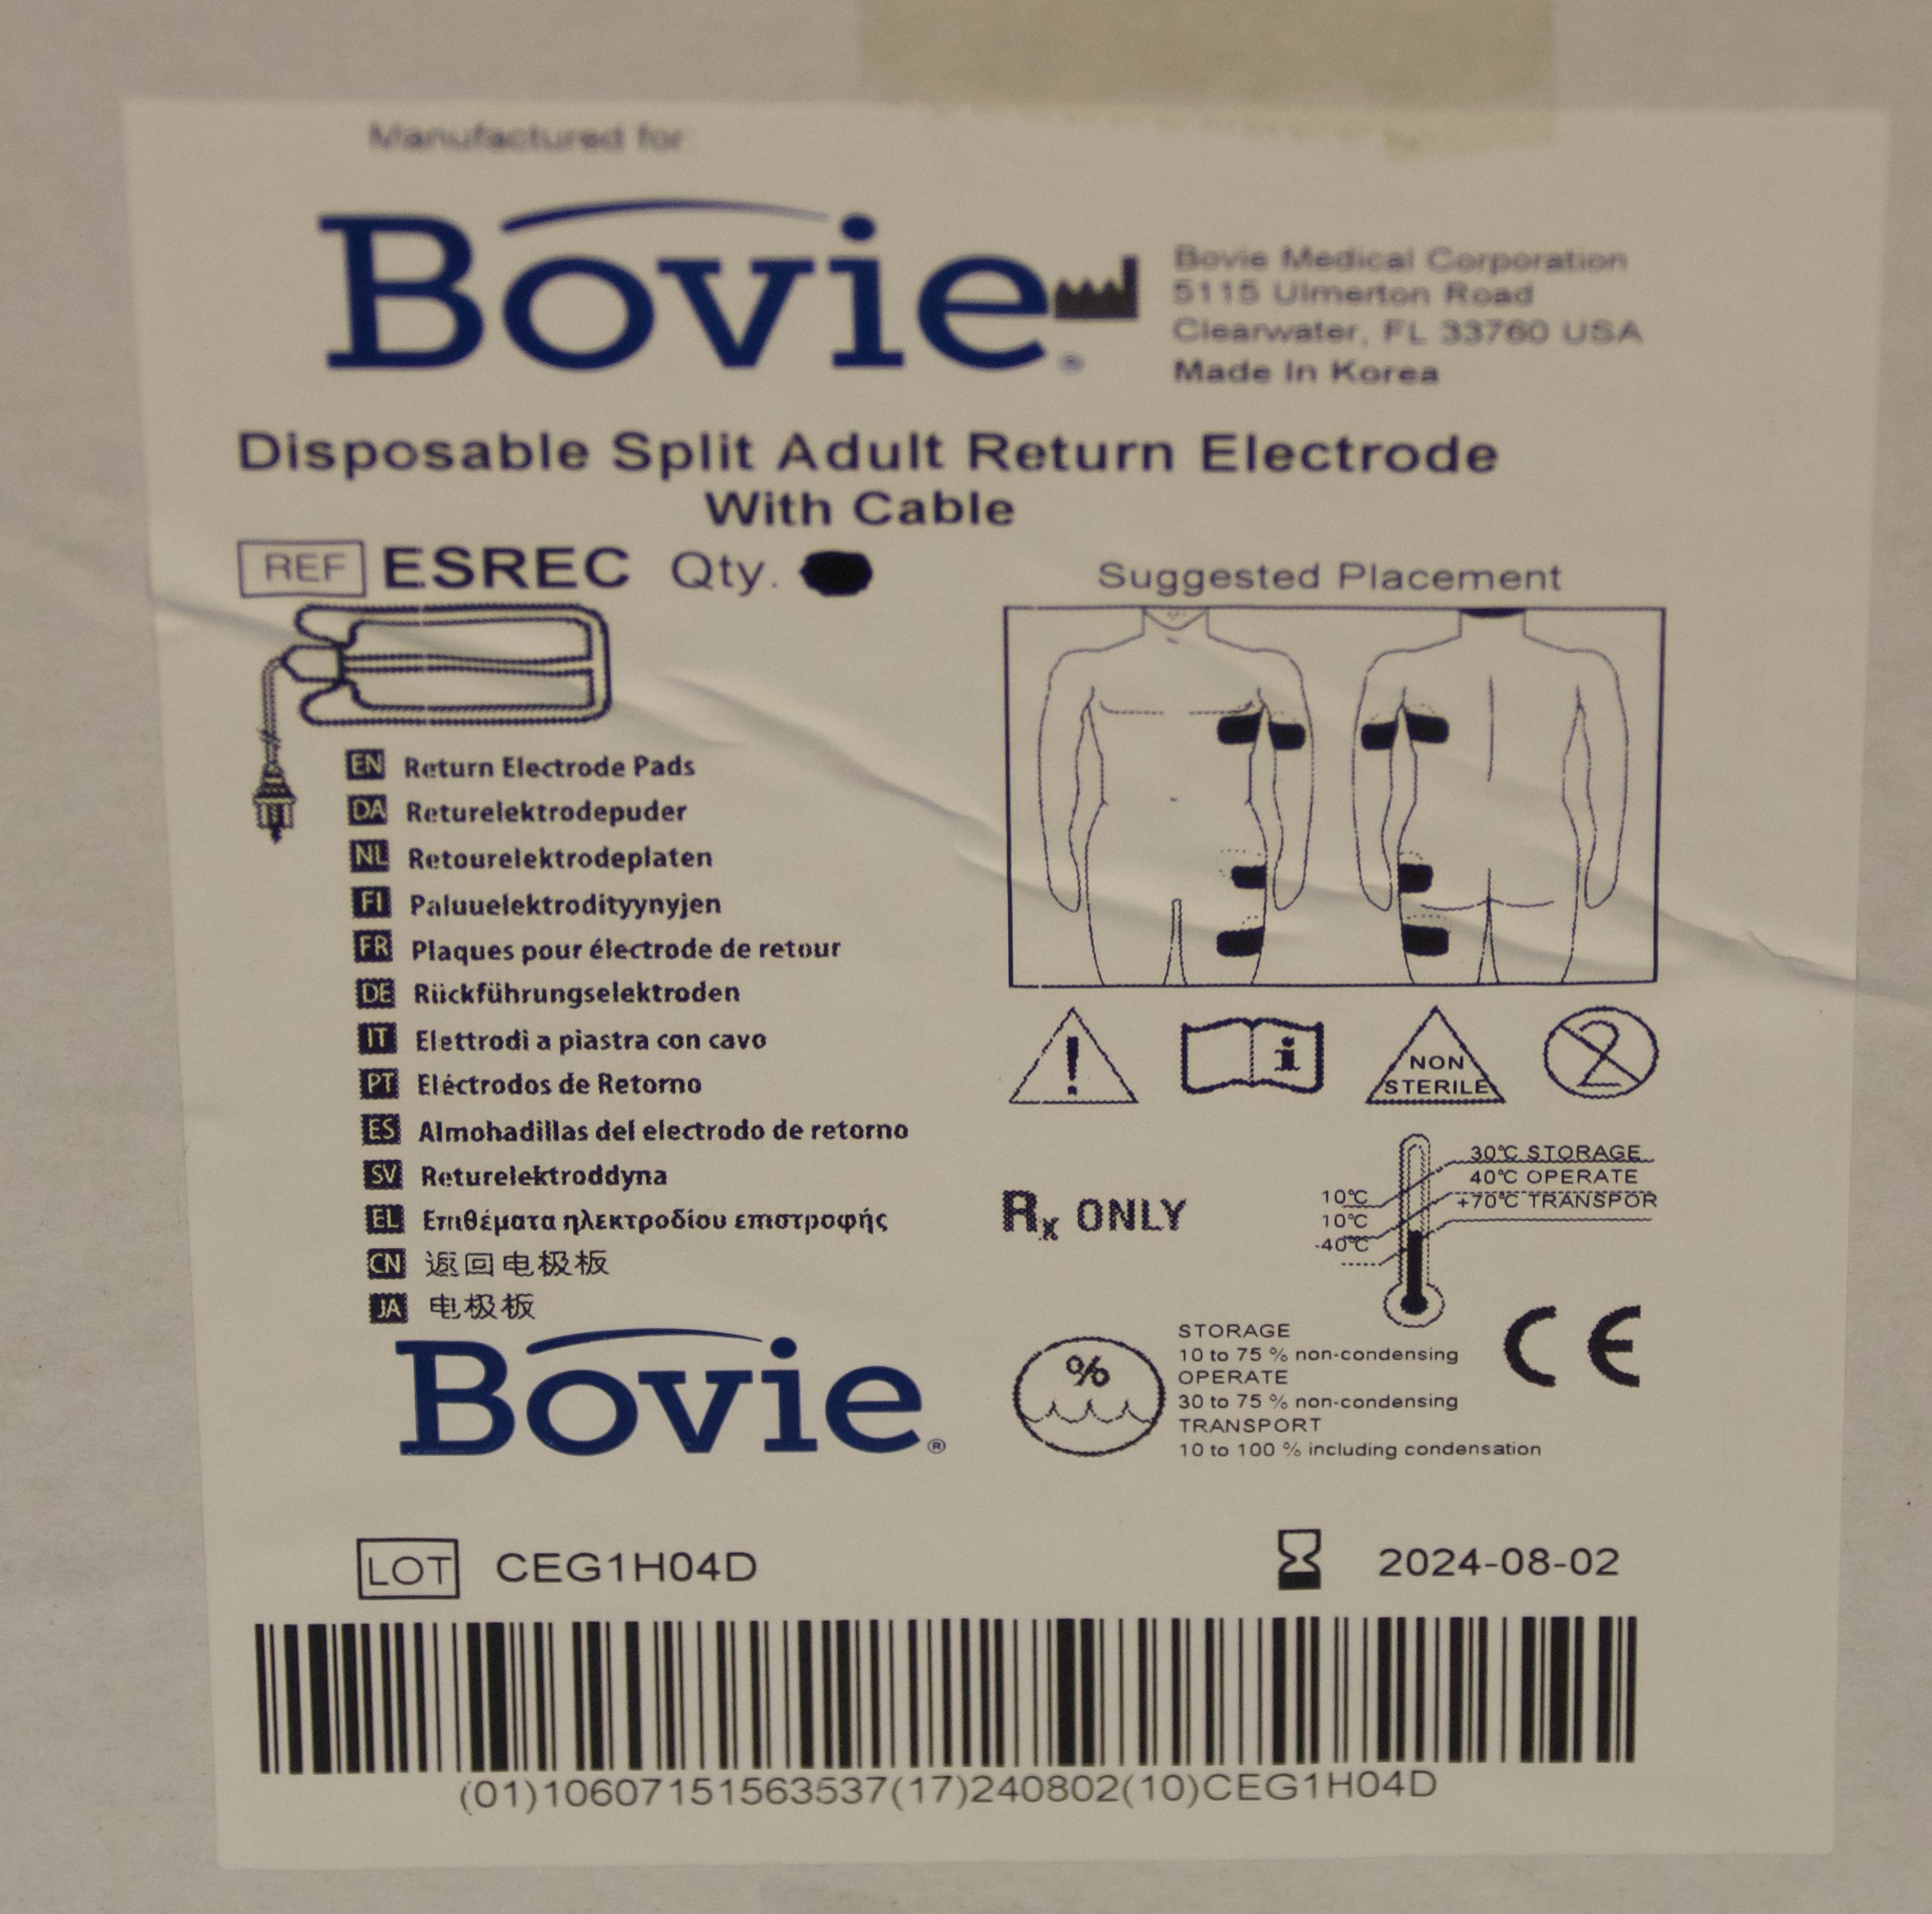 Manufactured for:
Bovie®
Bovie Medical Corporation
5115 Ulmerton Road
Clearwater, FL 33760 USA
Made In Korea
Disposable Split Adult Return Electrode
With Cable
REF ESREC Qty.
Suggested Placement
EN Return Electrode Pads
DA Returelektrodepuder
NL Retourelektrodeplaten
FI Paluuelektrodityynyjen
FR Plaques pour électrode de retour
DE Rückführungselektroden
IT Elettrodi a piastra con cavo
PT Eléctrodos de Retorno
ES Almohadillas del electrodo de retorno
SV Returelektroddyna
EL Επιθέματα ηλεκτροδίου επιστροφής
CN 返回电极板
JA 电极板
Bovie®
!
i
NON
STERILE
2
Rx ONLY
30°C STORAGE
40°C OPERATE
+70°C TRANSPOR
10°C
10°C
-40°C
CE
%
STORAGE
10 to 75 % non-condensing
OPERATE
30 to 75 % non-condensing
TRANSPORT
10 to 100 % including condensation
LOT CEG1H04D
2024-08-02
(01)10607151563537(17)240802(10)CEG1H04D